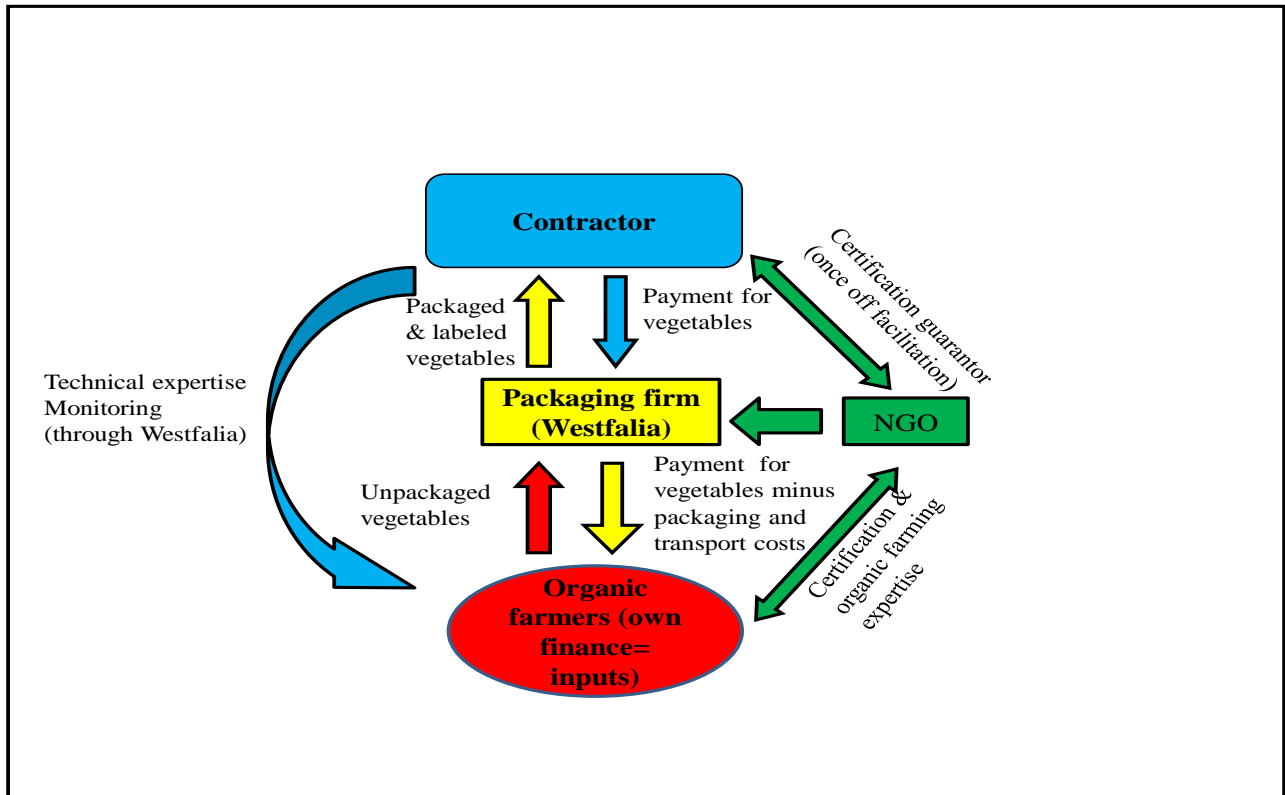 Contractor
Certification guarantor
(once off facilitation)
Packaged
& labeled
vegetables
Payment for
vegetables
Technical expertise
Monitoring
(through Westfalia)
Packaging firm
(Westfalia)
NGO
Unpackaged
vegetables
Payment for
vegetables minus
packaging and
transport costs
Certification &
organic farming
expertise
Organic
farmers (own
finance=
inputs)